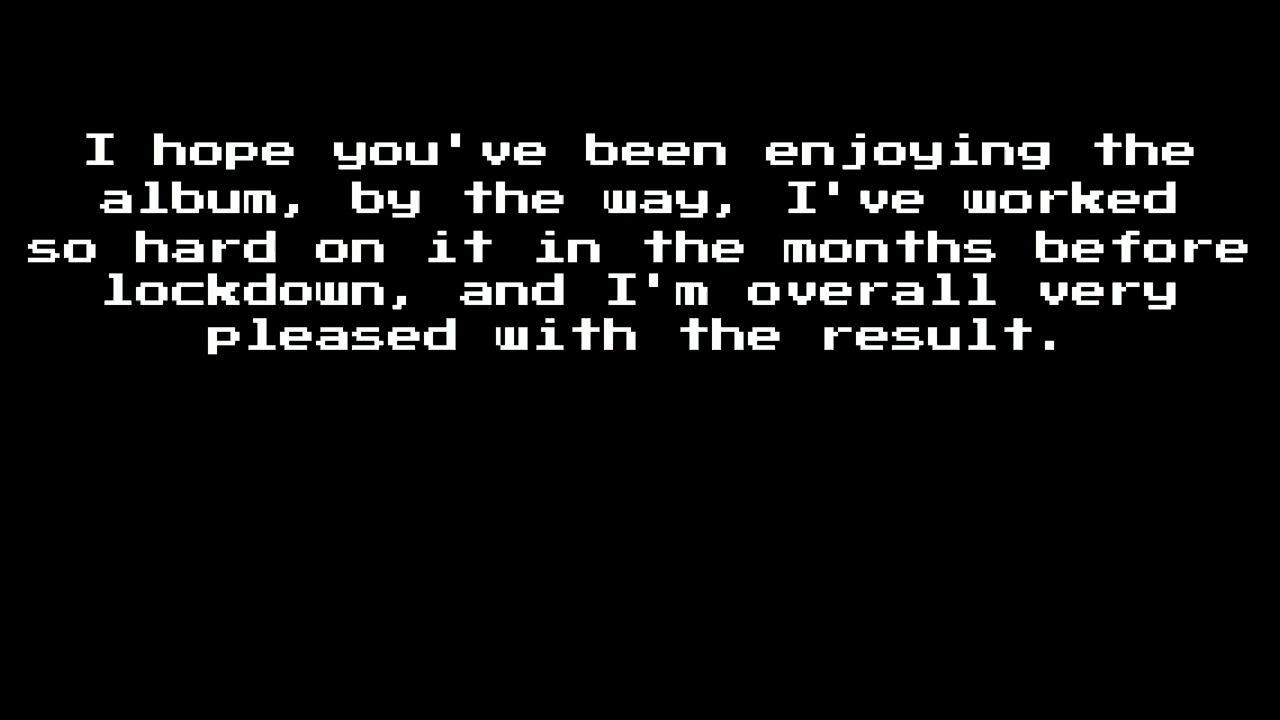 I hope you've been enjoying the
album, by the way, I've worked
so hard on it in the months before
lockdown, and I'm overall very
pleased with the result.